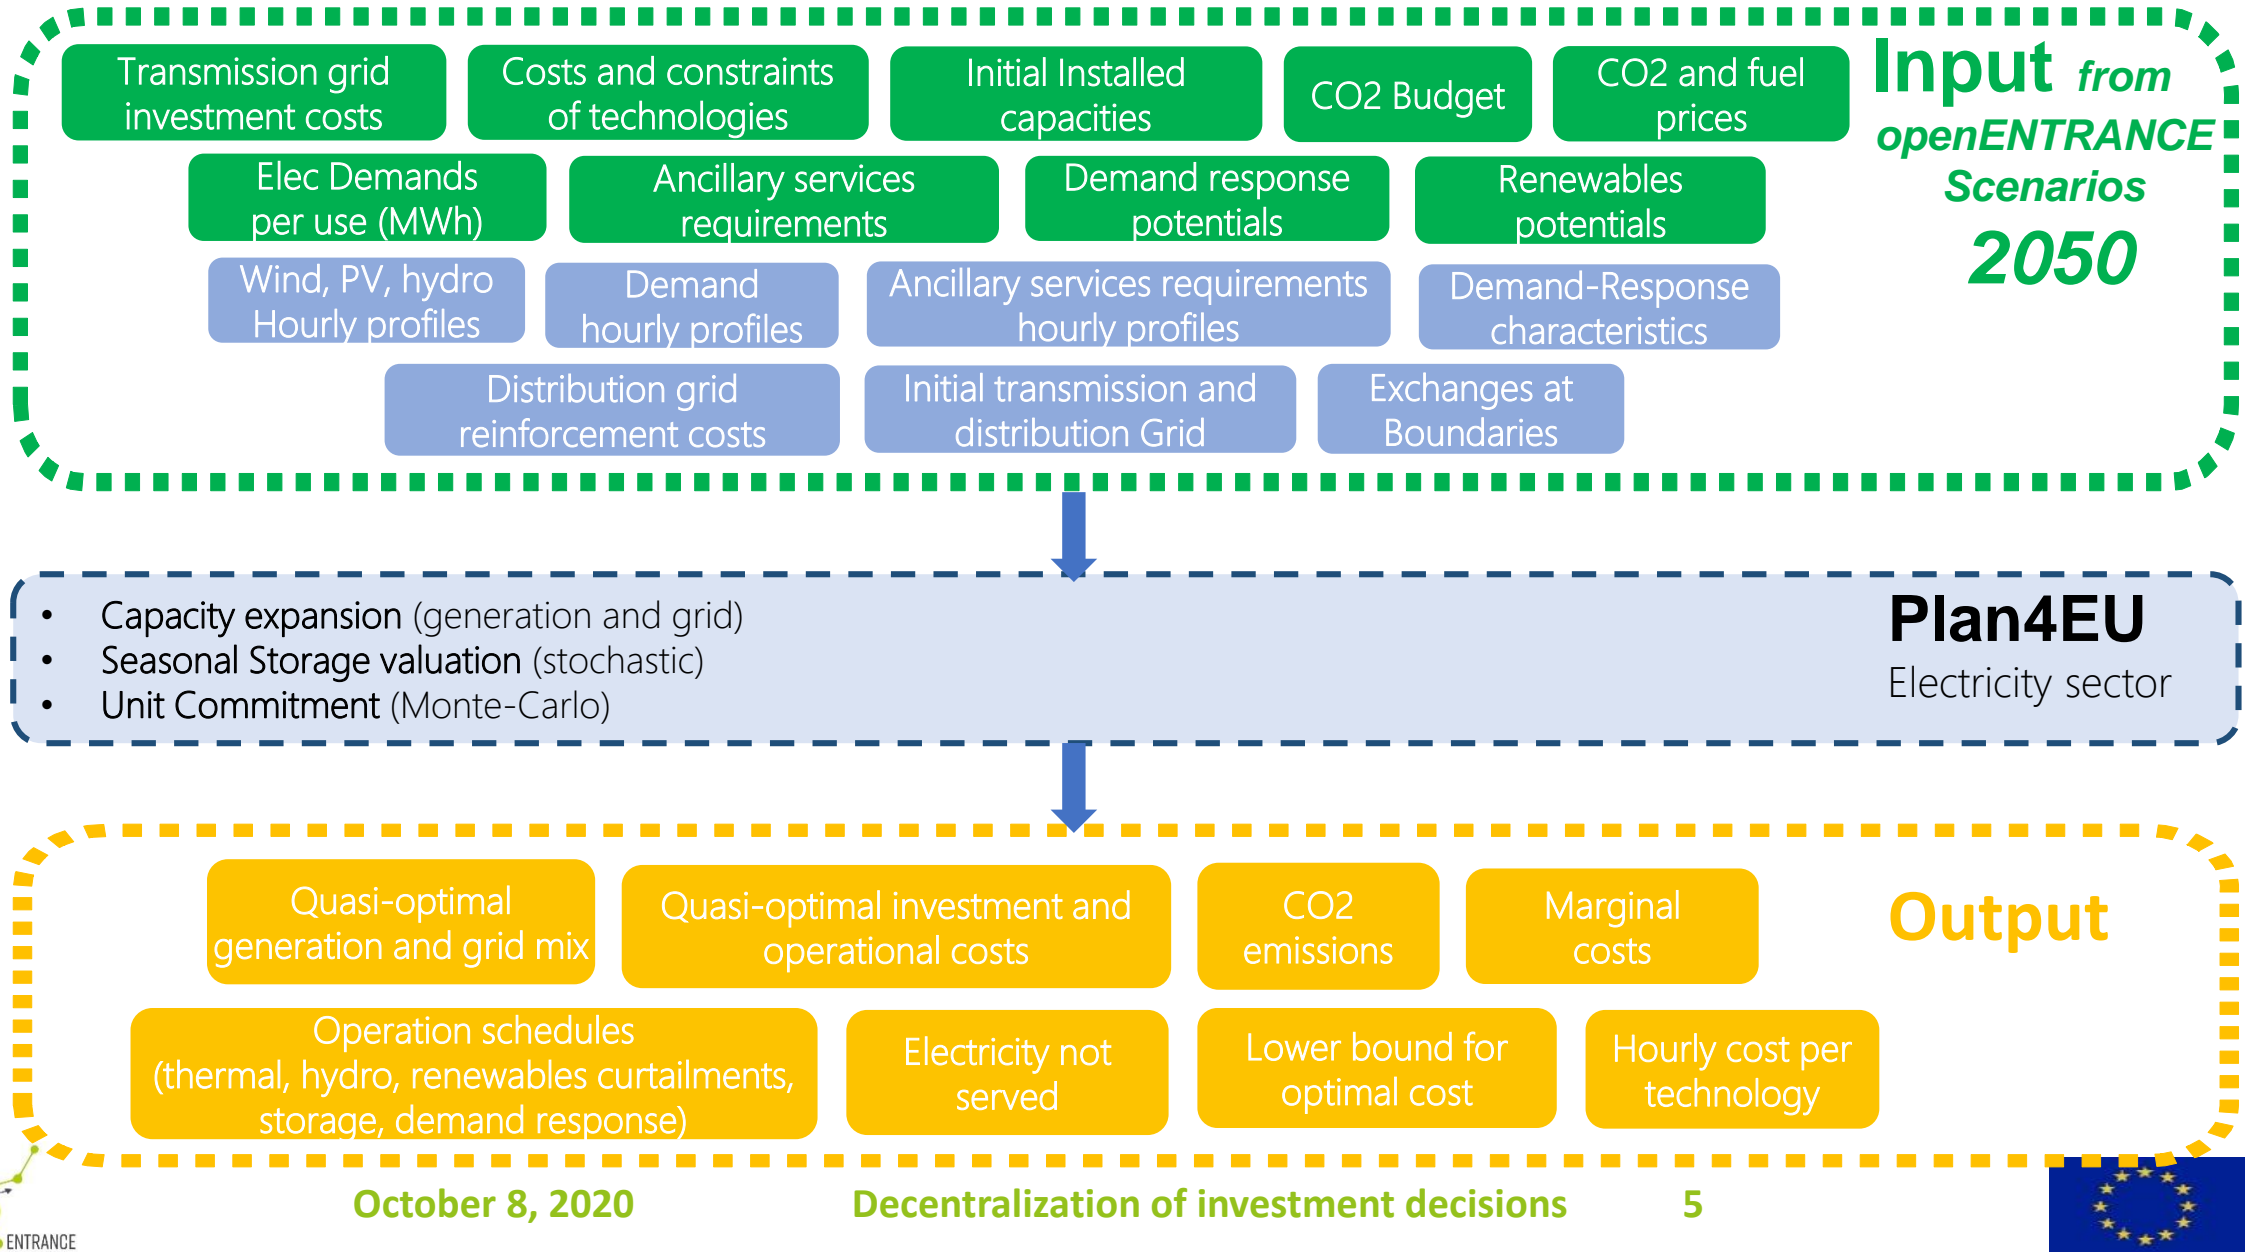 Transmission grid
investment costs
Costs and constraints
of technologies
Initial Installed
capacities
CO2 Budget
CO2 and fuel
prices
Input from
openENTRANCE
Scenarios
2050
Elec Demands
per use (MWh)
Ancillary services
requirements
Demand response
potentials
Renewables
potentials
Wind, PV, hydro
Hourly profiles
Demand
hourly profiles
Ancillary services requirements
hourly profiles
Demand-Response
characteristics
Distribution grid
reinforcement costs
Initial transmission and
distribution Grid
Exchanges at
Boundaries
• Capacity expansion (generation and grid)
• Seasonal Storage valuation (stochastic)
• Unit Commitment (Monte-Carlo)
Plan4EU
Electricity sector
Quasi-optimal
generation and grid mix
Quasi-optimal investment and
operational costs
CO2
emissions
Marginal
costs
Output
Operation schedules
(thermal, hydro, renewables curtailments,
storage, demand response)
Electricity not
served
Lower bound for
optimal cost
Hourly cost per
technology
October 8, 2020
Decentralization of investment decisions
5
ENTRANCE